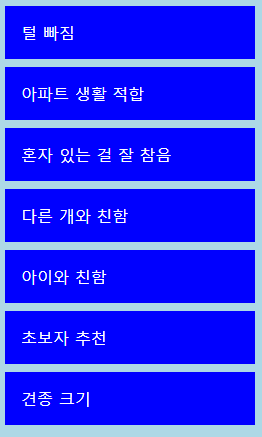 털 빠짐
아파트 생활 적합
혼자 있는 걸 잘 참음
다른 개와 친함
아이와 친함
초보자 추천
견종 크기